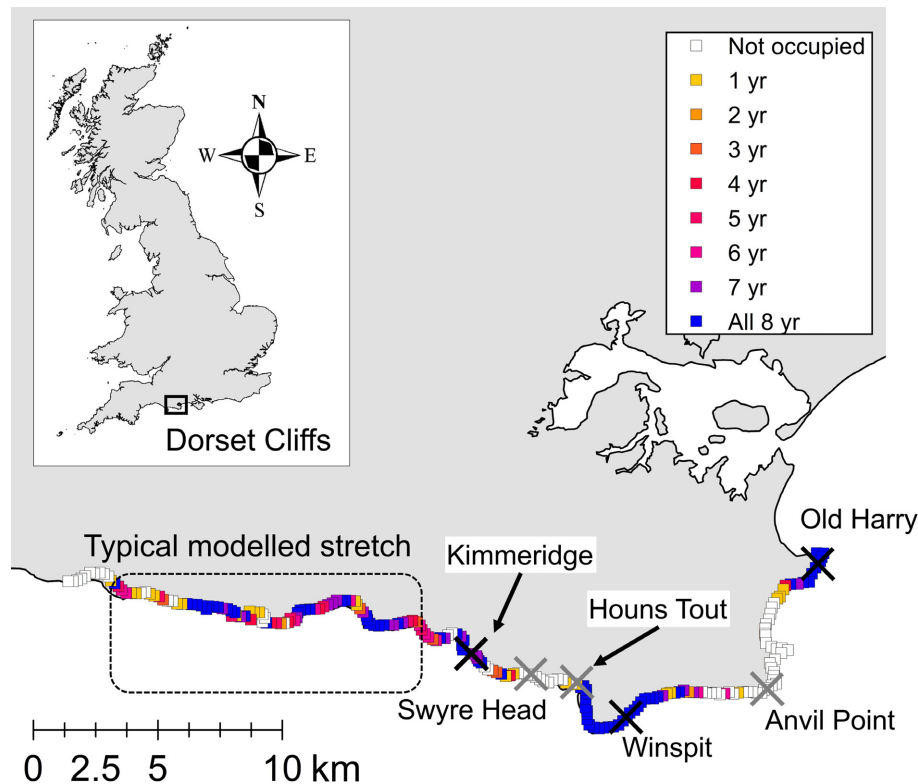 N
W E
S
Dorset Cliffs
Not occupied
1 yr
2 yr
3 yr
4 yr
5 yr
6 yr
7 yr
All 8 yr
Old Harry
Typical modelled stretch
Kimmeridge
Houns Tout
Swyre Head
Winspit
Anvil Point
0 2.5 5 10 km